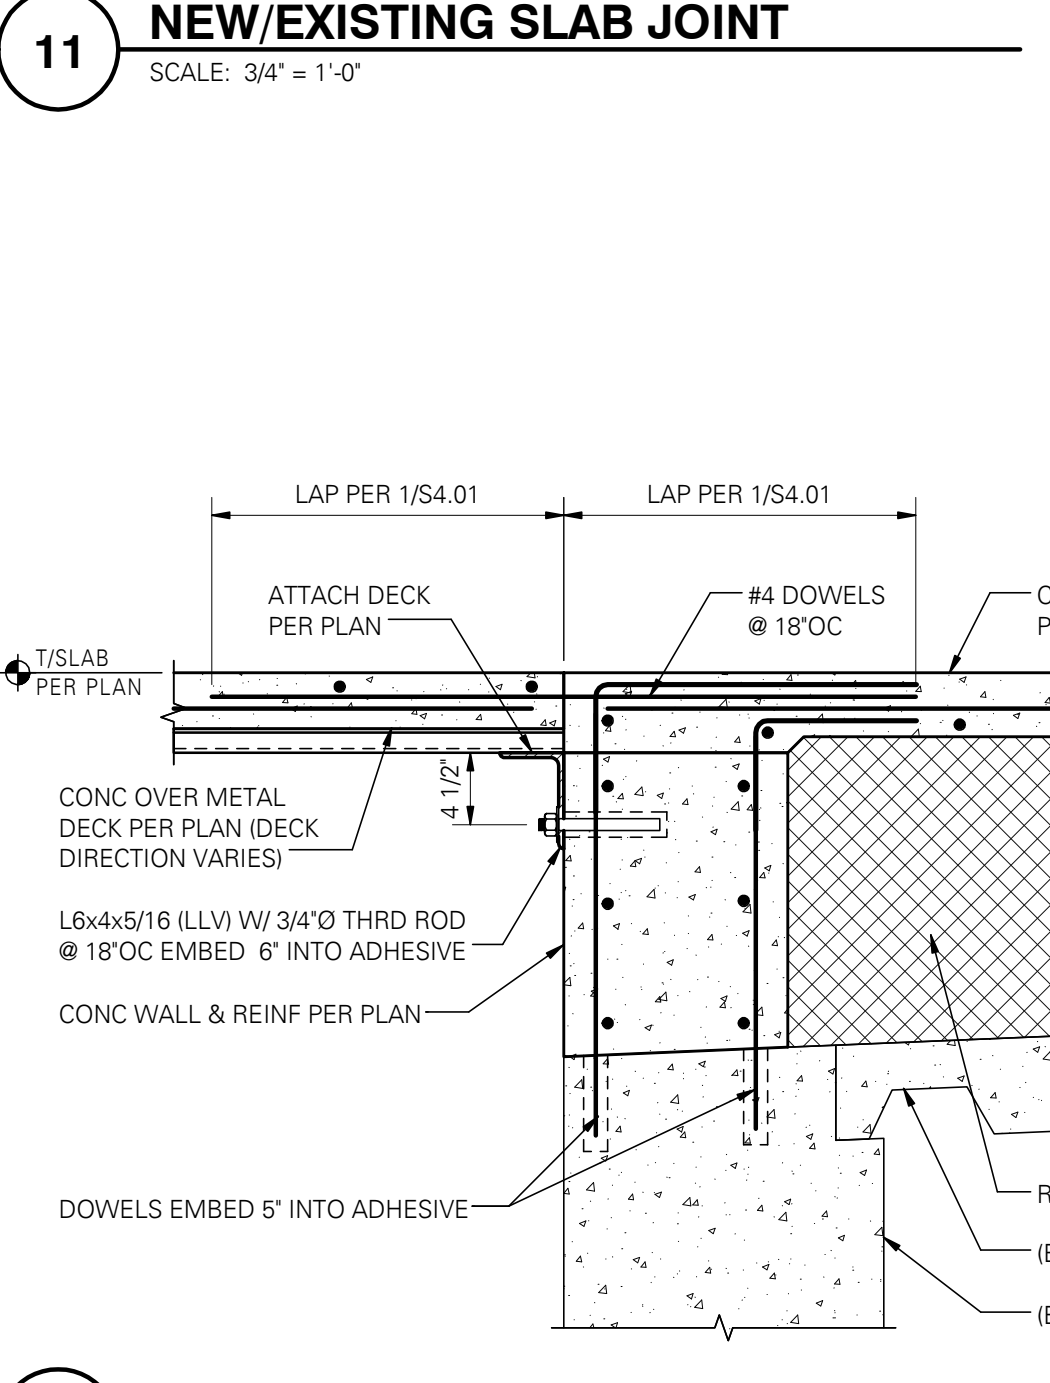 11
NEW/EXISTING SLAB JOINT
SCALE: 3/4" = 1'-0"
LAP PER 1/S4.01
LAP PER 1/S4.01
ATTACH DECK
PER PLAN
#4 DOWELS
@ 18"OC
T/SLAB
PER PLAN
4 1/2"
CONC OVER METAL
DECK PER PLAN (DECK
DIRECTION VARIES)
L6x4x5/16 (LLV) W/ 3/4"Ø THRD ROD
@ 18"OC EMBED 6" INTO ADHESIVE
CONC WALL & REINF PER PLAN
DOWELS EMBED 5" INTO ADHESIVE